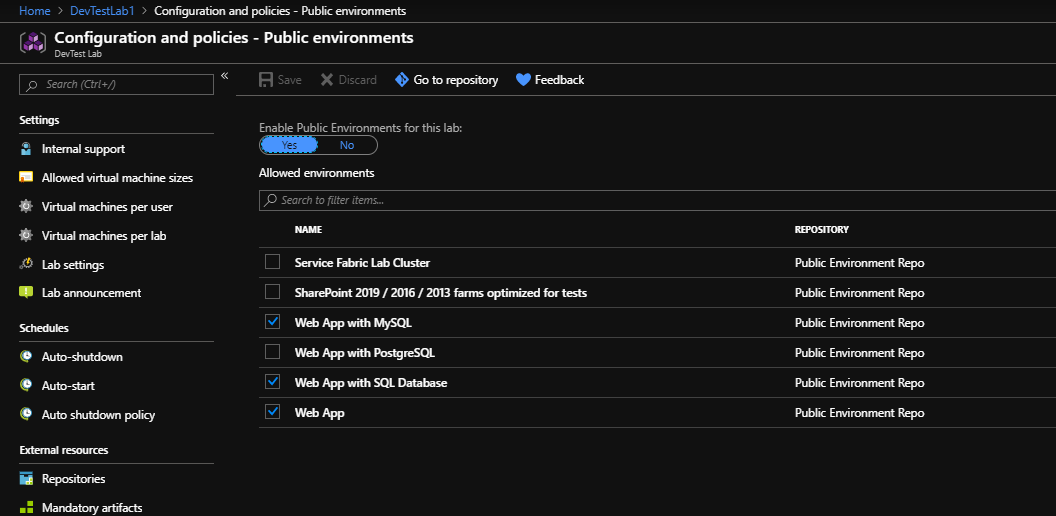 Home > DevTestLab1 > Configuration and policies - Public environments
Configuration and policies - Public environments
DevTest Lab
Search (Ctrl+/)
«
Save Discard Go to repository Feedback
Settings
Internal support
Allowed virtual machine sizes
Virtual machines per user
Virtual machines per lab
Lab settings
Lab announcement
Schedules
Auto-shutdown
Auto-start
Auto shutdown policy
External resources
Repositories
Mandatory artifacts
Enable Public Environments for this lab:
Yes No
Allowed environments
Search to filter items...
NAME REPOSITORY
Service Fabric Lab Cluster Public Environment Repo
SharePoint 2019 / 2016 / 2013 farms optimized for tests Public Environment Repo
Web App with MySQL Public Environment Repo
Web App with PostgreSQL Public Environment Repo
Web App with SQL Database Public Environment Repo
Web App Public Environment Repo